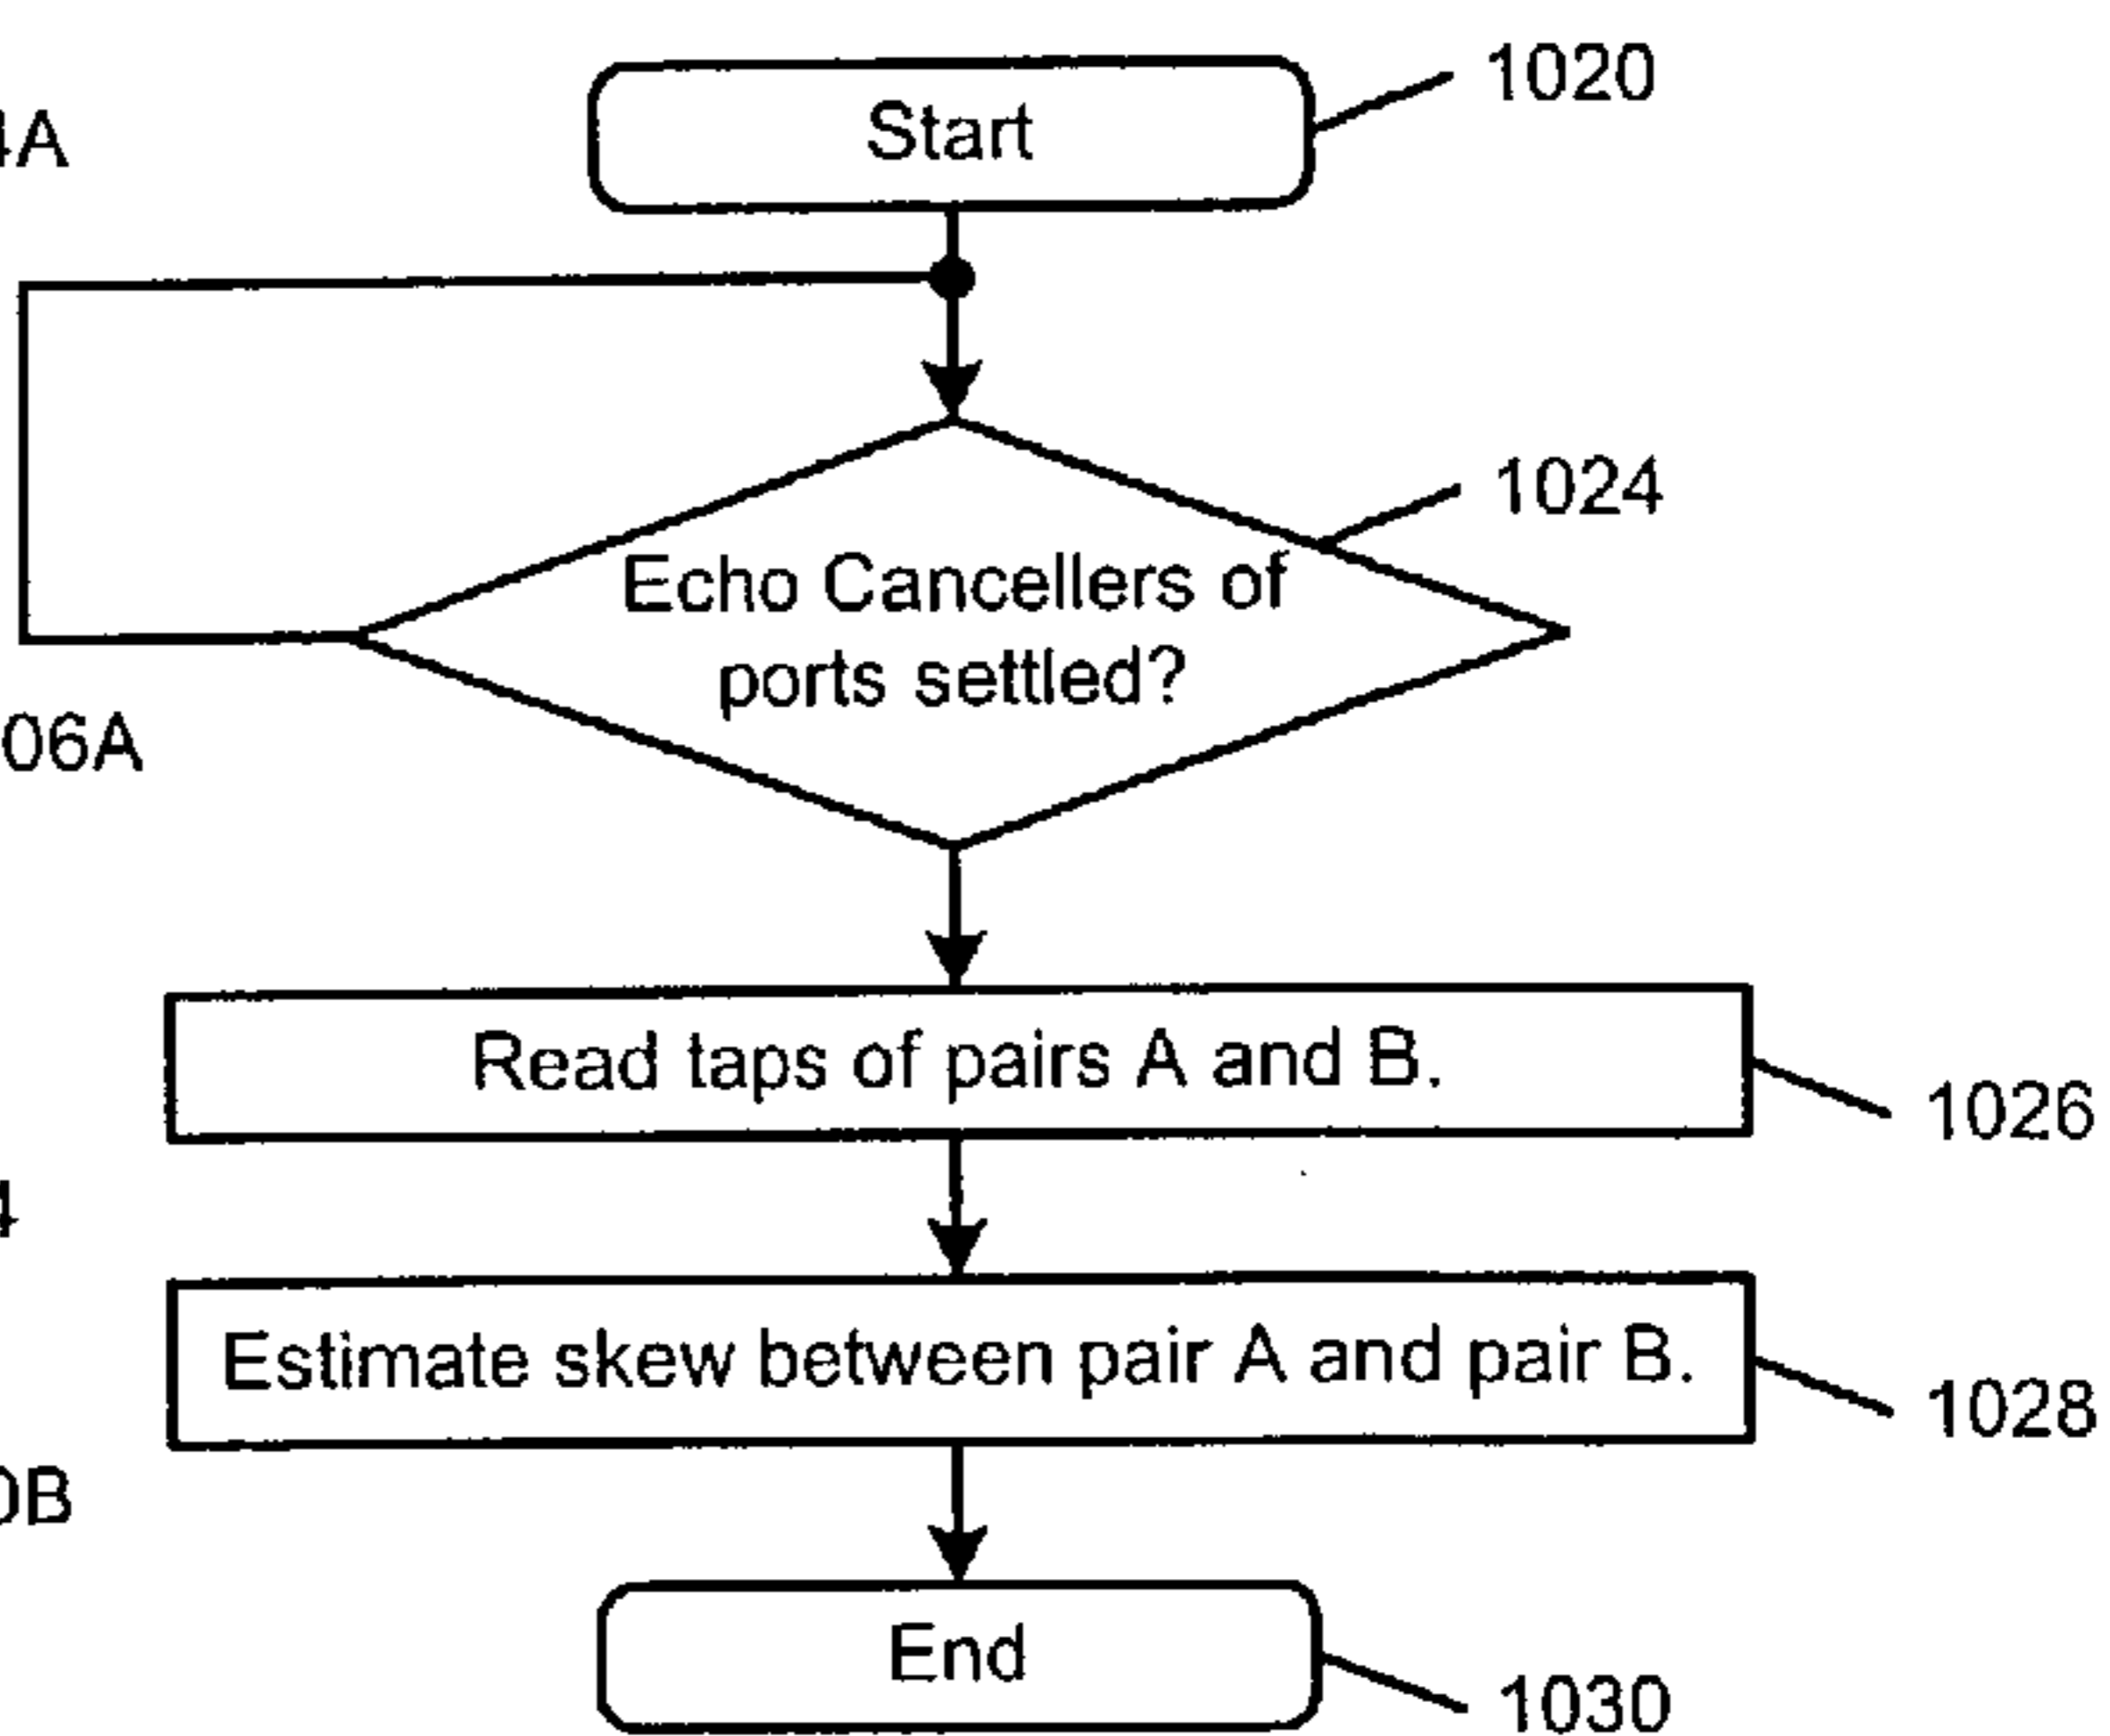 Start
1020
4A
1024
Echo Cancellers of
ports settled?
06A
Read taps of pairs A and B.
1026
4
Estimate skew between pair A and pair B.
1028
0B
End
1030